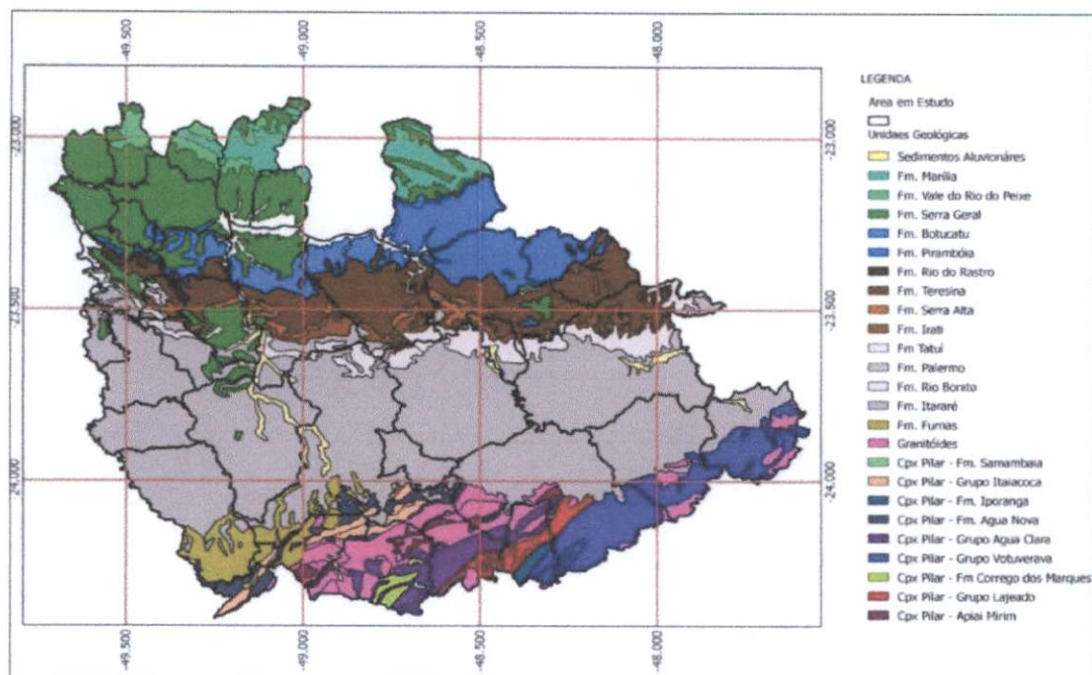 -49.500
-49.000
-48.500
-48.000
-23.000
-23.500
-24.000
-23.000
-23.500
-24.000
-49.500
-49.000
-48.500
-48.000
LEGENDA
Area em Estudo
Unidaes Geológicas
Sedimentos Aluvionáres
Fm. Marília
Fm. Vale do Rio do Peixe
Fm. Serra Geral
Fm. Botucatu
Fm. Pirambóia
Fm. Rio do Rastro
Fm. Teresina
Fm. Serra Alta
Fm. Irati
Fm Tatuí
Fm. Palermo
Fm. Rio Bonito
Fm. Itararé
Fm. Furnas
Granitóides
Cpx Pilar - Fm. Samambaia
Cpx Pilar - Grupo Itaiacoca
Cpx Pilar - Fm. Iporanga
Cpx Pilar - Fm. Agua Nova
Cpx Pilar - Grupo Agua Clara
Cpx Pilar - Grupo Votuverava
Cpx Pilar - Fm Corrego dos Marques
Cpx Pilar - Grupo Lajeado
Cpx Pilar - Apiai Mirim